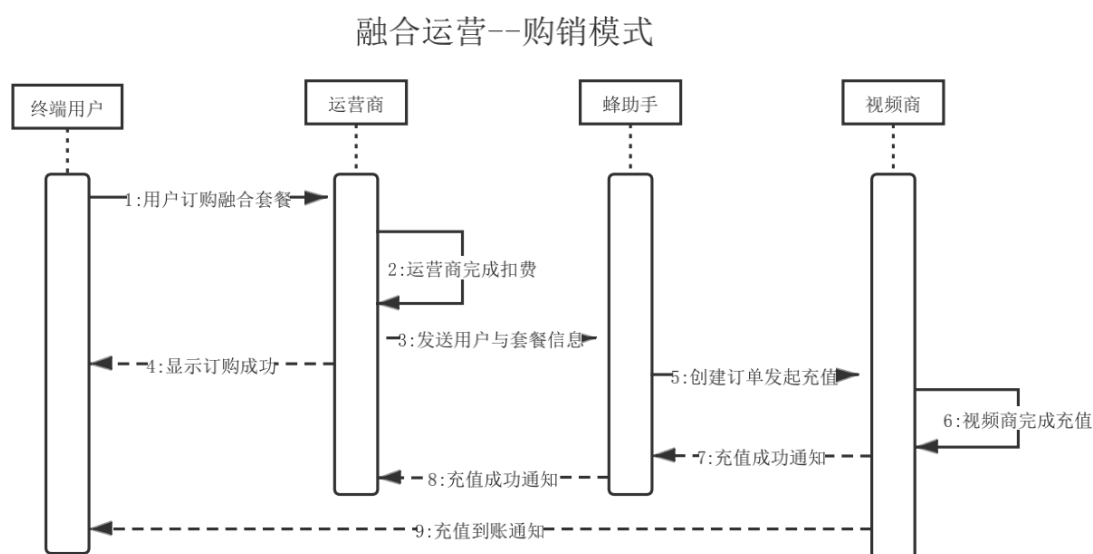 融合运营--购销模式
终端用户
运营商
蜂助手
视频商
1:用户订购融合套餐
2:运营商完成扣费
3:发送用户与套餐信息
4:显示订购成功
5:创建订单发起充值
6:视频商完成充值
7:充值成功通知
8:充值成功通知
9:充值到账通知